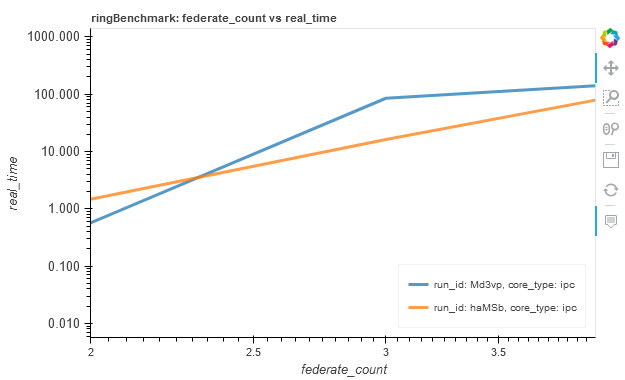 ringBenchmark: federate_count vs real_time
1000.000
100.000
10.000
1.000
0.100
0.010
real_time
run_id: Md3vp, core_type: ipc
run_id: haMSb, core_type: ipc
2
2.5
3
3.5
federate_count